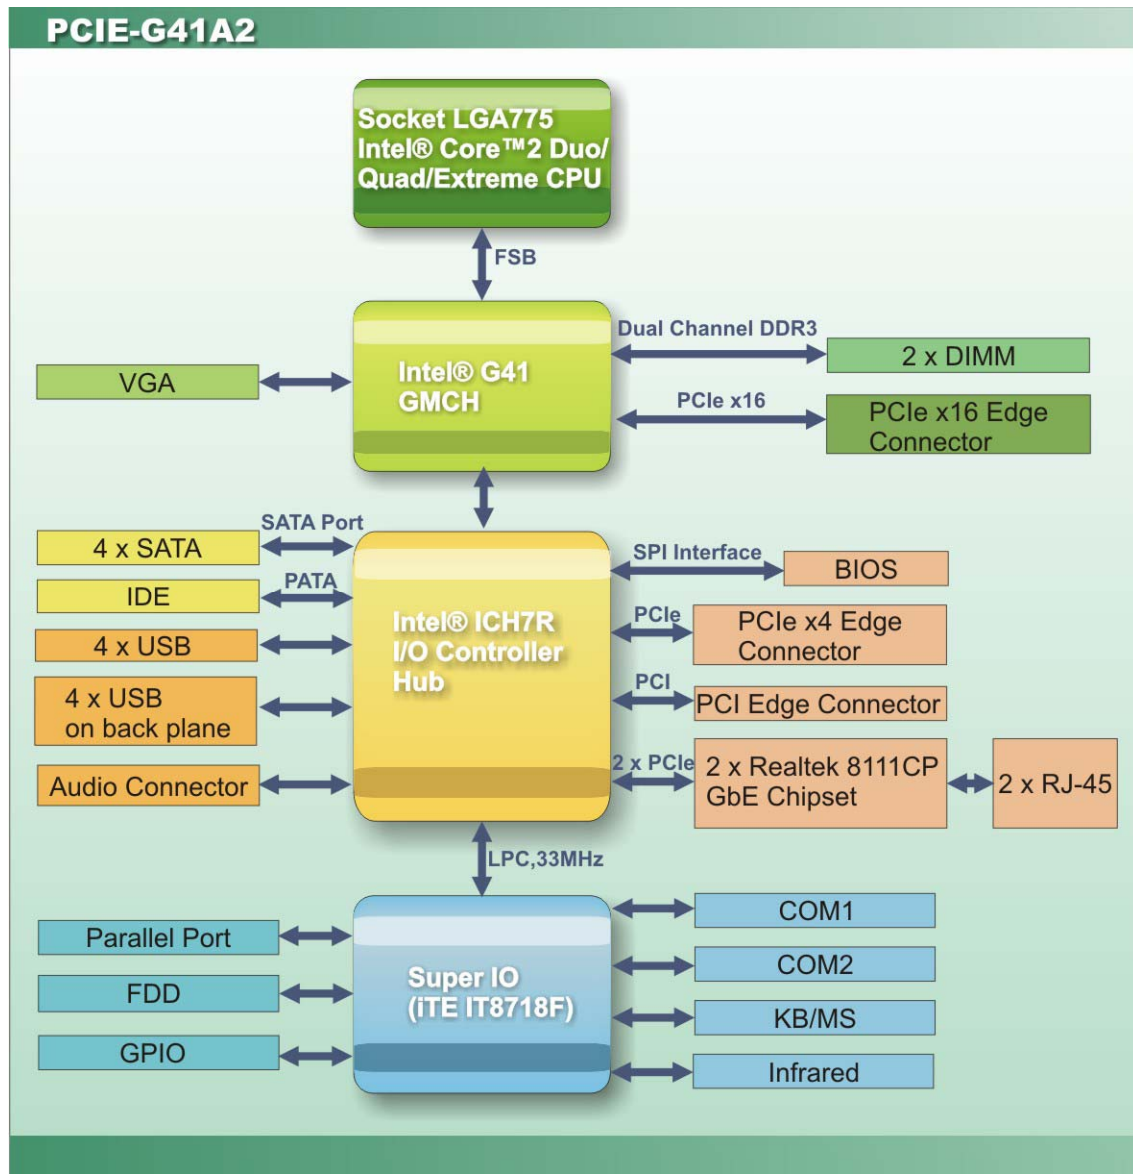 PCIE-G41A2
Socket LGA775
Intel® Core™2 Duo/
Quad/Extreme CPU
FSB
Dual Channel DDR3
2 x DIMM
VGA
Intel® G41
GMCH
PCIe x16
PCIe x16 Edge
Connector
SATA Port
4 x SATA
PATA
IDE
4 x USB
4 x USB
on back plane
Audio Connector
Intel® ICH7R
I/O Controller
Hub
SPI Interface
BIOS
PCIe
PCIe x4 Edge
Connector
PCI
PCI Edge Connector
2 x PCIe
2 x Realtek 8111CP
GbE Chipset
2 x RJ-45
LPC,33MHz
Parallel Port
FDD
GPIO
Super IO
(iTE IT8718F)
COM1
COM2
KB/MS
Infrared